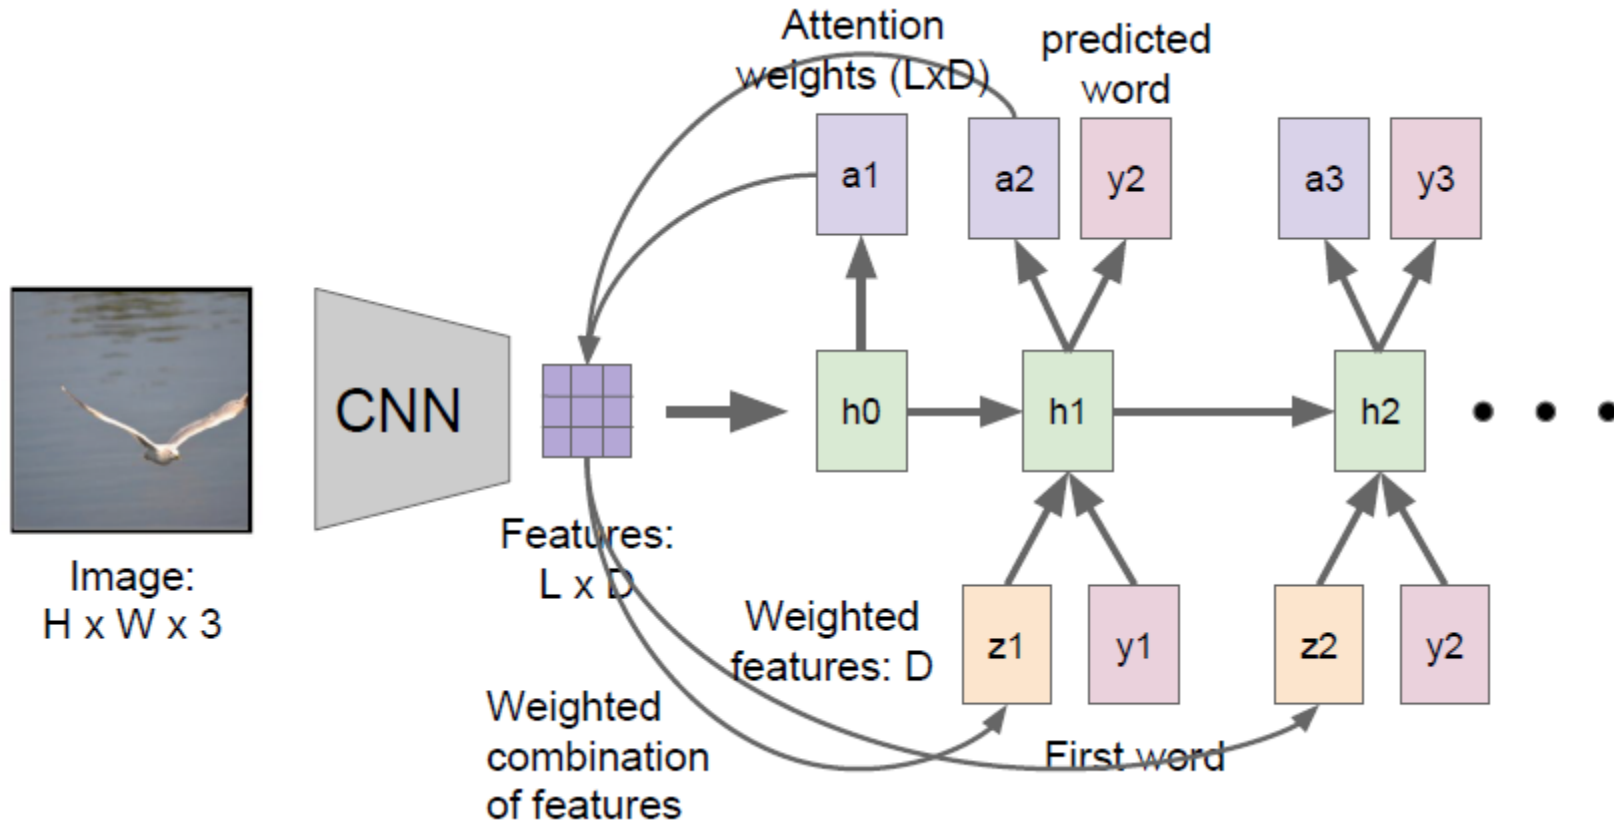 Attention
weights (LxD)
predicted
word
a1
a2
y2
a3
y3
CNN
h0
h1
h2
Features:
L x D
Image:
H x W x 3
Weighted
features: D
z1
y1
z2
y2
Weighted
combination
of features
First word